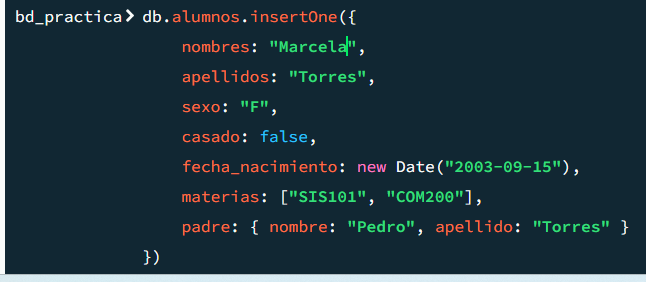 bd_practica> db.alumnos.insertOne({
nombres: "Marcela",
apellidos: "Torres",
sexo: "F",
casado: false,
fecha_nacimiento: new Date("2003-09-15"),
materias: ["SIS101", "COM200"],
padre: { nombre: "Pedro", apellido: "Torres" }
})